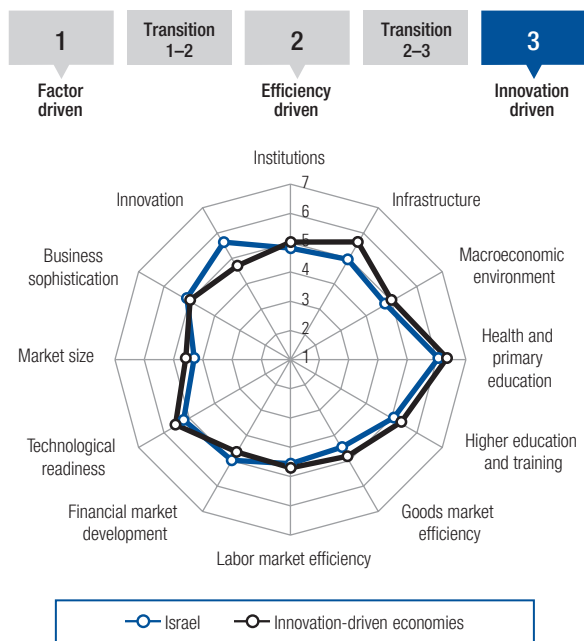 1
Transition
1–2
2
Transition
2–3
3
Factor
driven
Efficiency
driven
Innovation
driven
Institutions
Innovation
Infrastructure
Business
sophistication
Macroeconomic
environment
Market size
Health and
primary
education
Technological
readiness
Higher education
and training
Financial market
development
Goods market
efficiency
Labor market efficiency
7
6
5
4
3
2
1
Israel
Innovation-driven economies